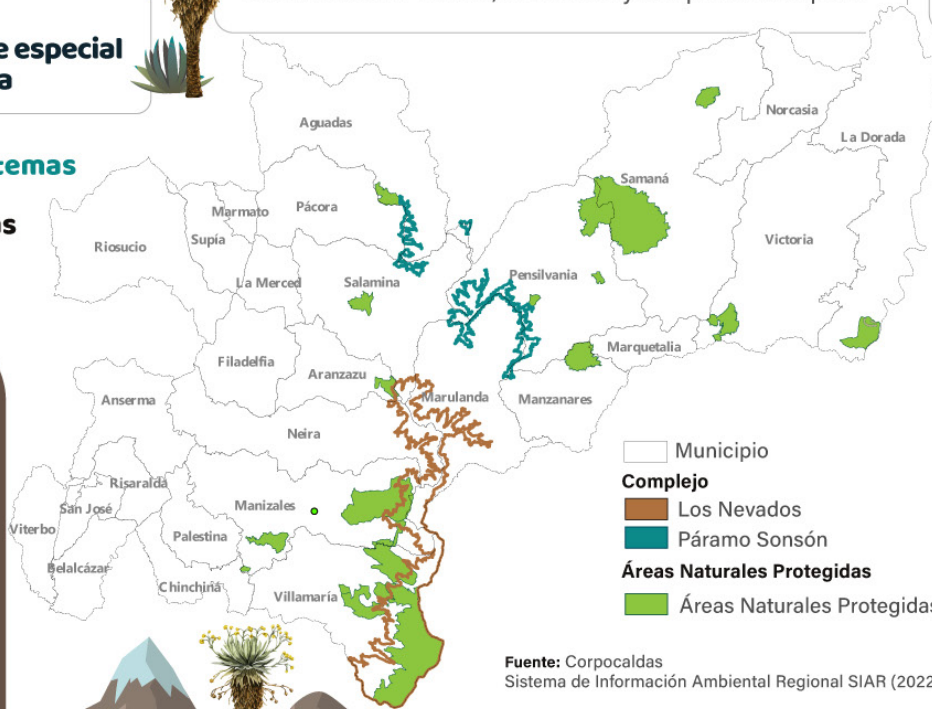 e especial
a
temas
as
Aguadas
Norcasia
La Dorada
Samaná
Marmato
Pácora
Riosucio
Supía
Victoria
La Merced
Salamina
Pensilvania
Filadelfia
Marquetalia
Aranzazu
Anserma
Marulanda
Manzanares
Neira
Risaralda
San José
Manizales
Viterbo
Palestina
Belalcázar
Chinchiná
Villamaría
Municipio
Complejo
Los Nevados
Páramo Sonsón
Áreas Naturales Protegidas
Áreas Naturales Protegidas
Fuente: Corpocaldas
Sistema de Información Ambiental Regional SIAR (2022